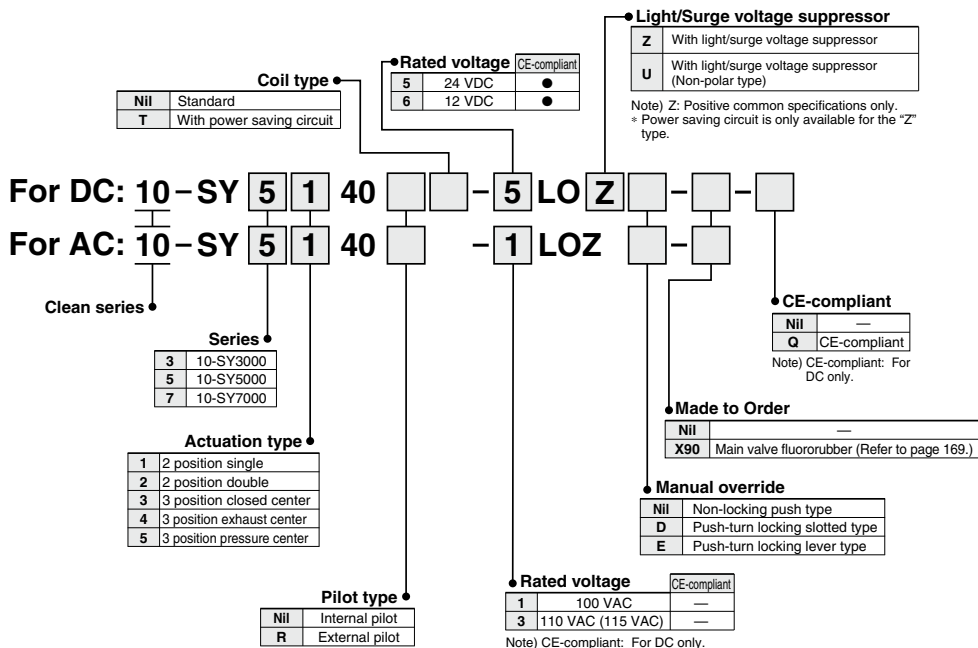 Light/Surge voltage suppressor
Z With light/surge voltage suppressor
U With light/surge voltage suppressor
(Non-polar type)
Note) Z: Positive common specifications only.
* Power saving circuit is only available for the “Z”
type.
Rated voltage CE-compliant
5 24 VDC ●
6 12 VDC ●
Coil type
Nil Standard
T With power saving circuit
For DC: 10-SY 5 1 40 - 5 LO Z - -
For AC: 10-SY 5 1 40 - 1 LOZ -
Clean series
Series
3 10-SY3000
5 10-SY5000
7 10-SY7000
Actuation type
1 2 position single
2 2 position double
3 3 position closed center
4 3 position exhaust center
5 3 position pressure center
Pilot type
Nil Internal pilot
R External pilot
Rated voltage CE-compliant
1 100 VAC —
3 110 VAC (115 VAC) —
Note) CE-compliant: For DC only.
Manual override
Nil Non-locking push type
D Push-turn locking slotted type
E Push-turn locking lever type
Made to Order
Nil —
X90 Main valve fluororubber (Refer to page 169.)
CE-compliant
Nil —
Q CE-compliant
Note) CE-compliant: For
DC only.